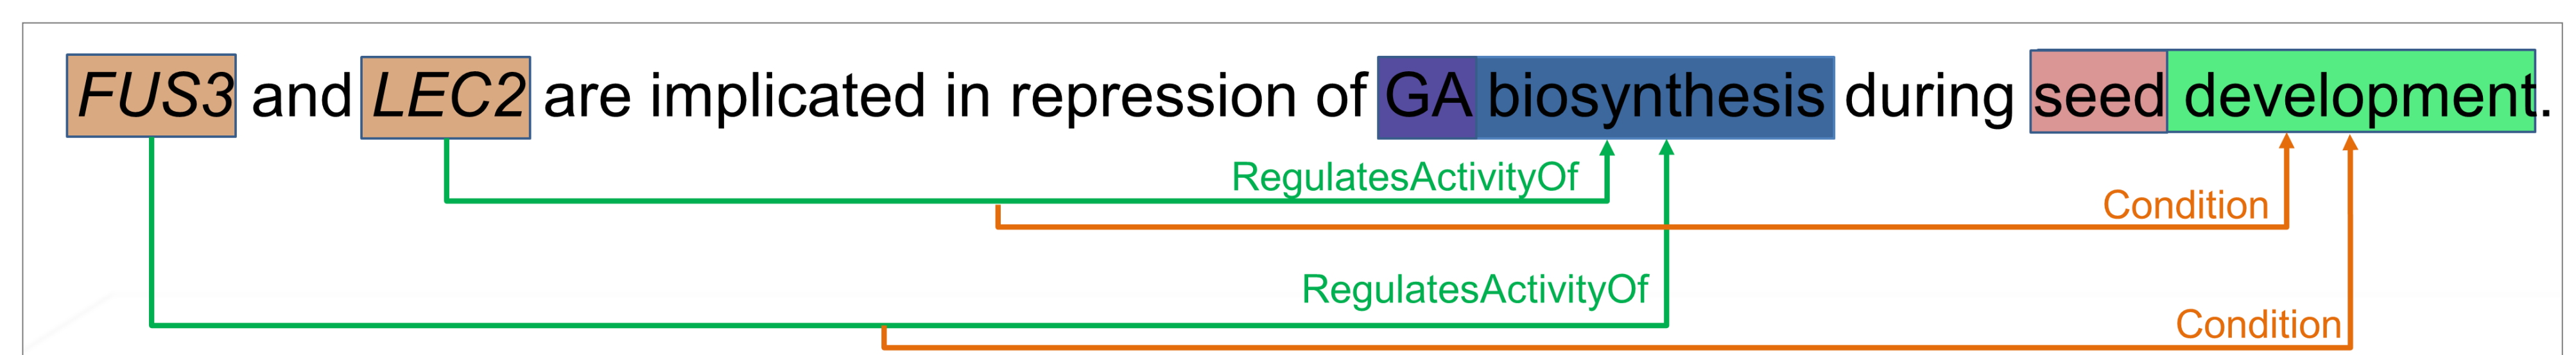 FUS3 and LEC2 are implicated in repression of GA biosynthesis during seed development.
RegulatesActivityOf
Condition
RegulatesActivityOf
Condition